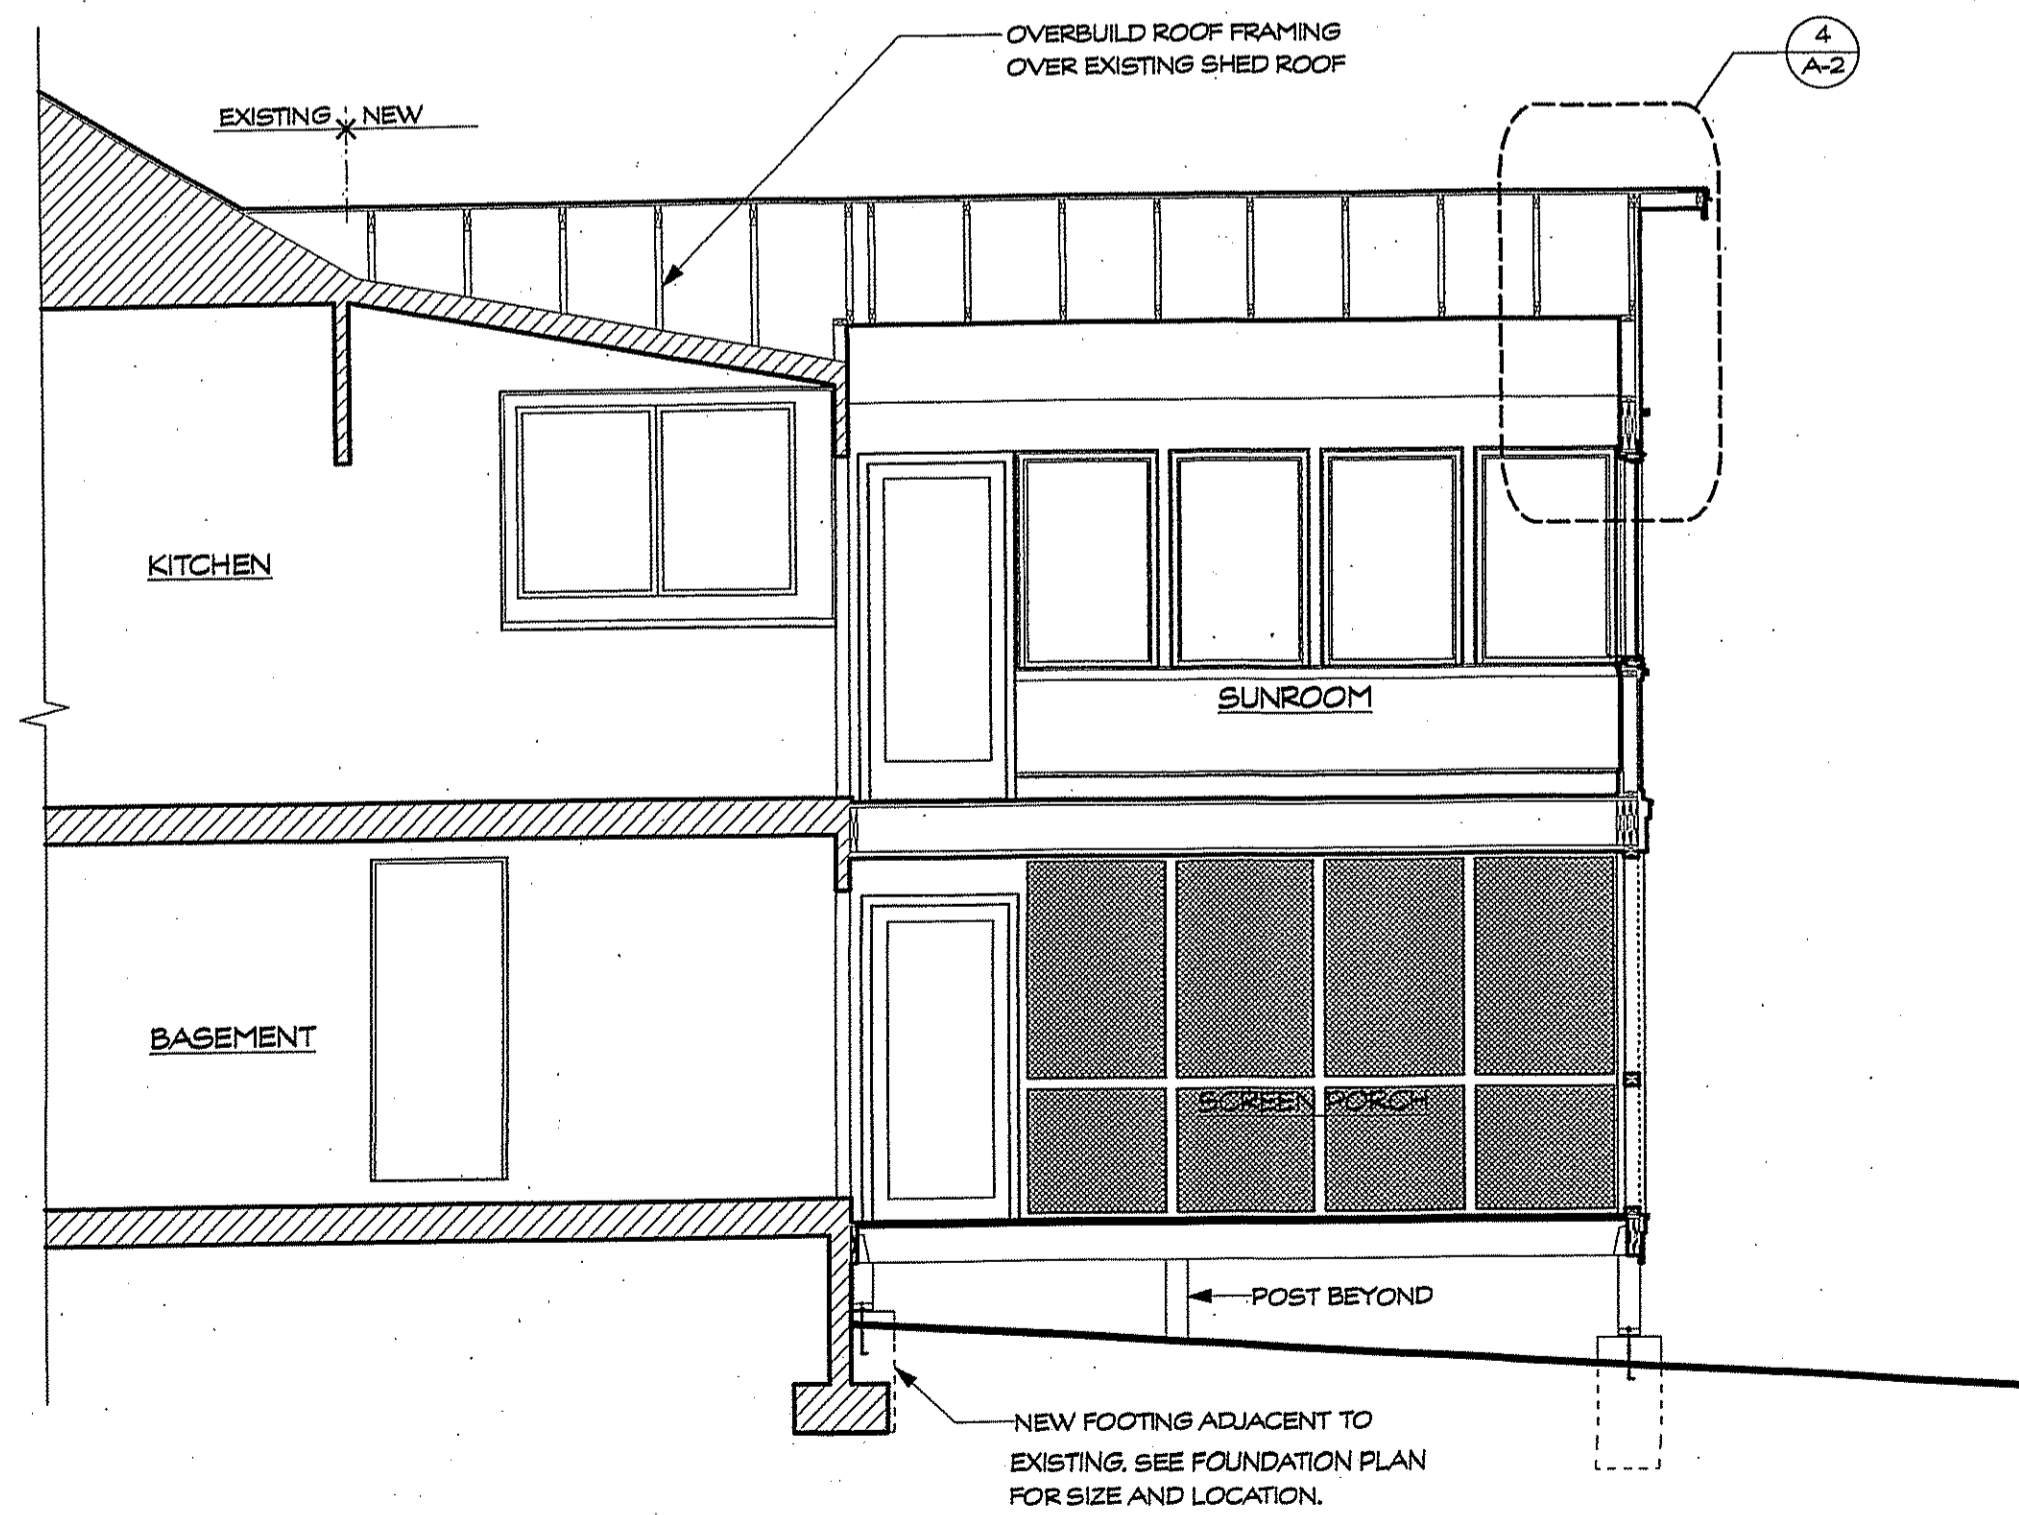 OVERBUILD ROOF FRAMING
OVER EXISTING SHED ROOF
4
A-2
EXISTING NEW
KITCHEN
SUNROOM
BASEMENT
SCREEN PORCH
POST BEYOND
NEW FOOTING ADJACENT TO
EXISTING. SEE FOUNDATION PLAN
FOR SIZE AND LOCATION.